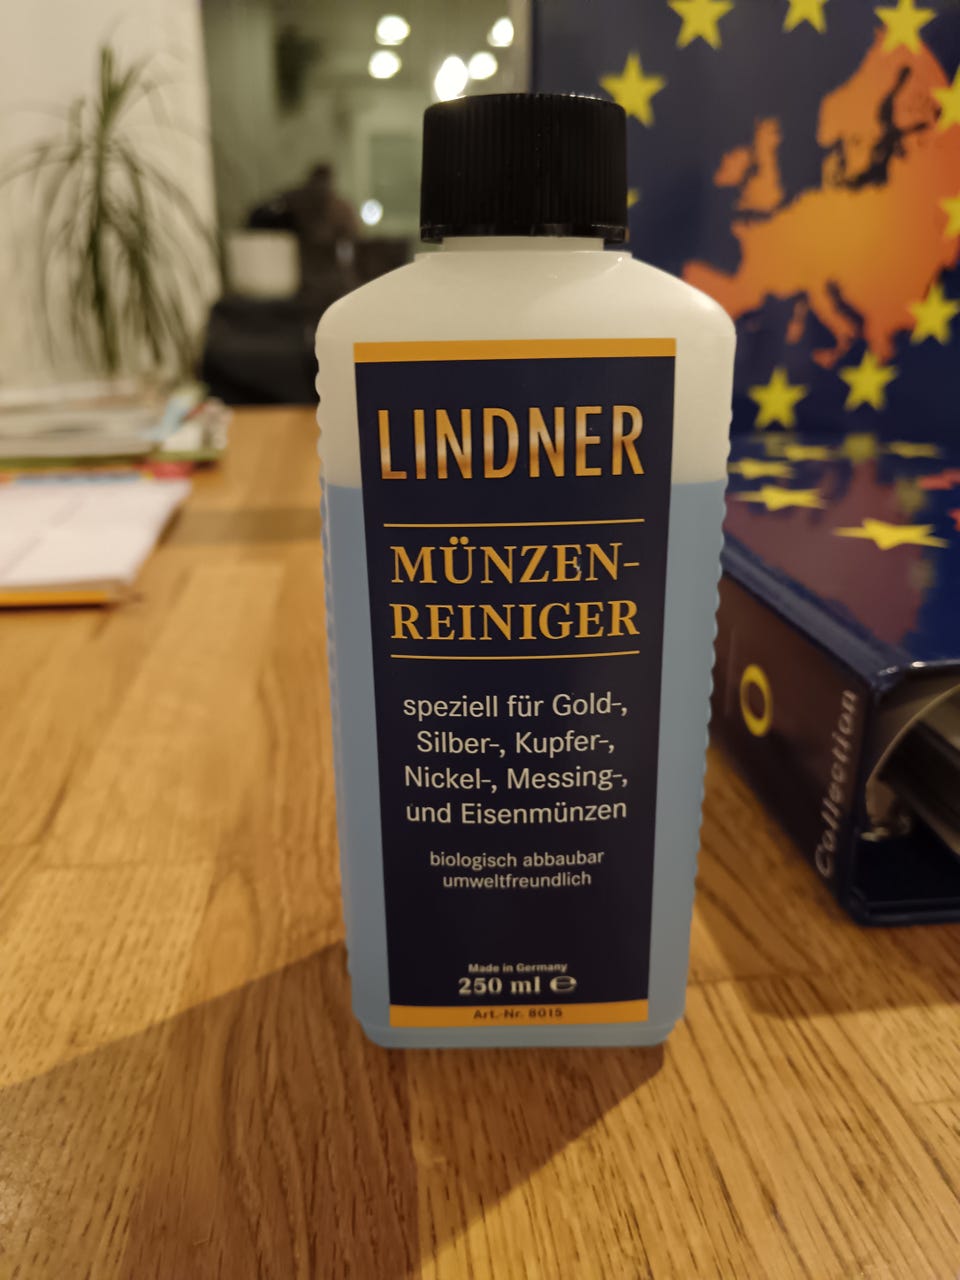 LINDNER
MÜNZEN-
REINIGER
speziell für Gold-,
Silber-, Kupfer-,
Nickel-, Messing-,
und Eisenmünzen
biologisch abbaubar
umweltfreundlich
Made in Germany
250 ml ℮
Art.-Nr. 8015
Collection